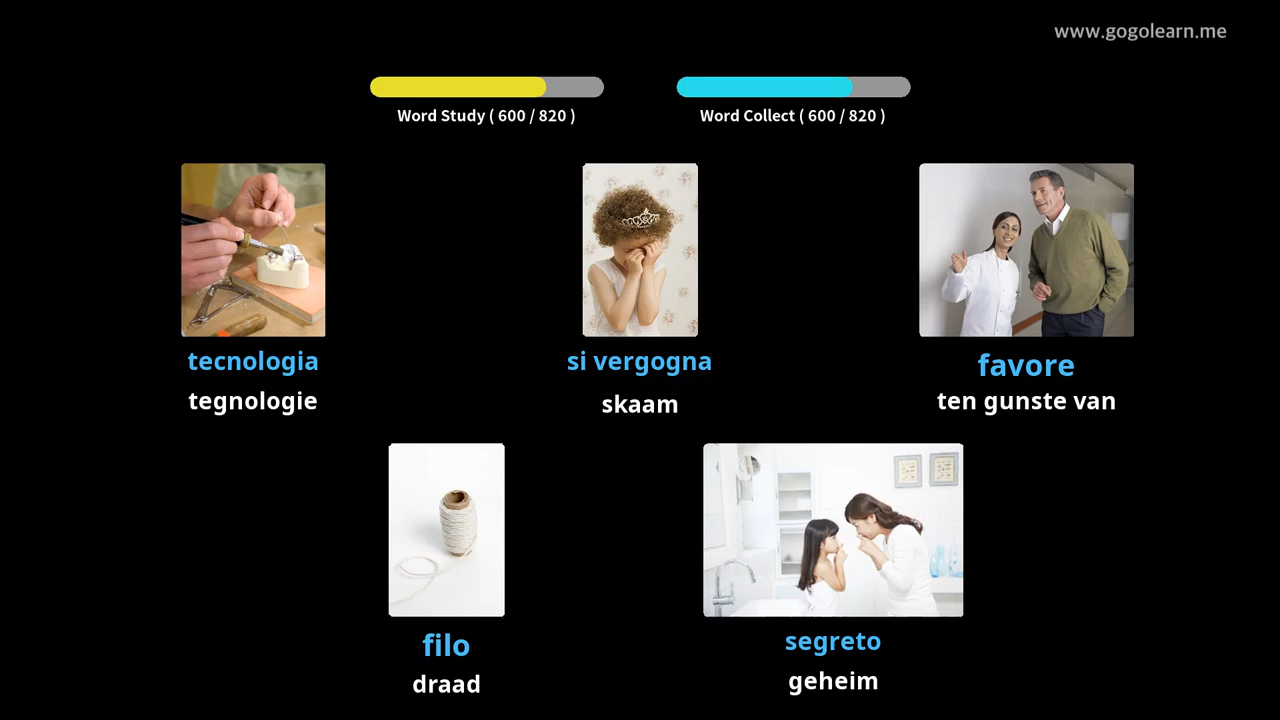 www.gogolearn.me
Word Study ( 600 / 820 )
Word Collect ( 600 / 820 )
tecnologia
tegnologie
si vergogna
skaam
favore
ten gunste van
filo
draad
segreto
geheim